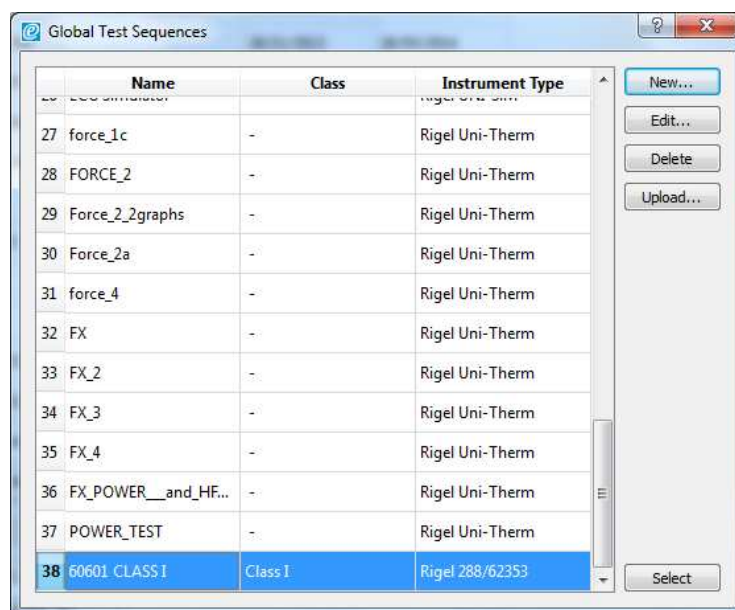 Global Test Sequences
Name Class Instrument Type
27 force_1c - Rigel Uni-Therm
28 FORCE_2 - Rigel Uni-Therm
29 Force_2_2graphs - Rigel Uni-Therm
30 Force_2a - Rigel Uni-Therm
31 force_4 - Rigel Uni-Therm
32 FX - Rigel Uni-Therm
33 FX_2 - Rigel Uni-Therm
34 FX_3 - Rigel Uni-Therm
35 FX_4 - Rigel Uni-Therm
36 FX_POWER__and_HF... - Rigel Uni-Therm
37 POWER_TEST - Rigel Uni-Therm
38 60601 CLASS I Class I Rigel 288/62353
New...
Edit...
Delete
Upload...
Select